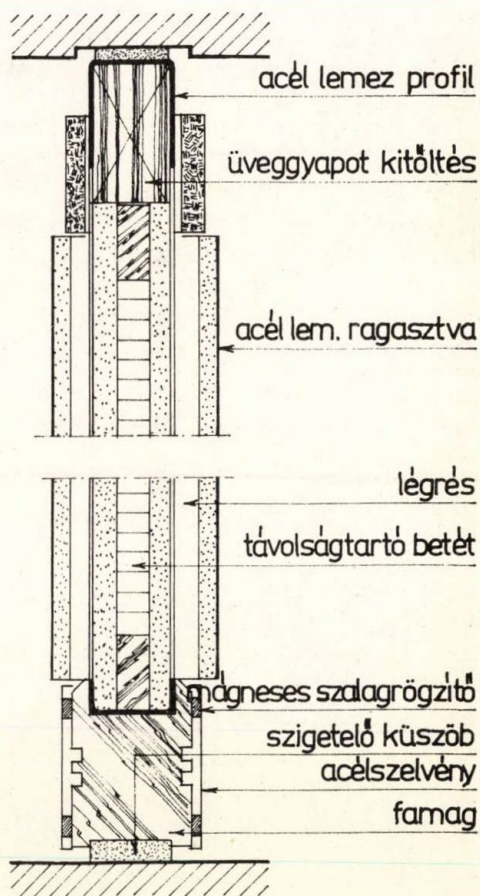 acél lemez profil
üveggyapot kitöltés
acél lem. ragasztva
légrés
távolságtartó betét
mágneses szalagrögzítő
szigetelő küszöb
acélszelvény
famag